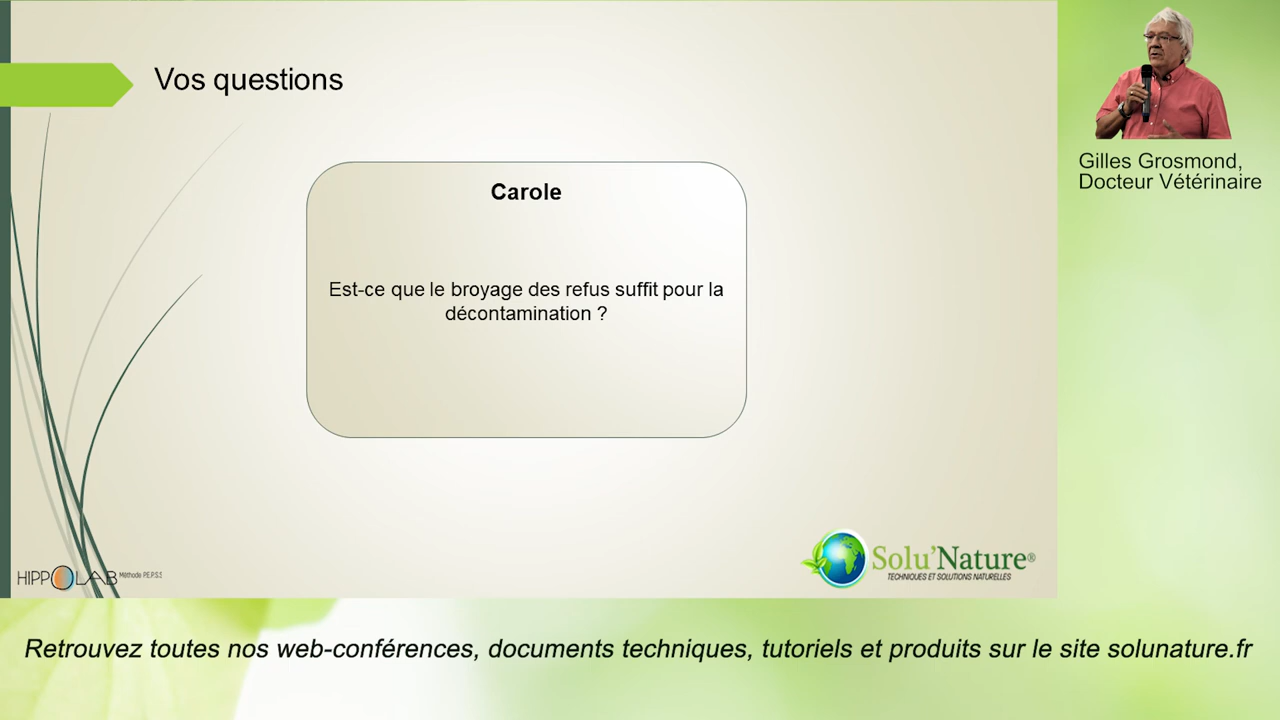 Vos questions
Carole
Est-ce que le broyage des refus suffit pour la
décontamination ?
Gilles Grosmond,
Docteur Vétérinaire
HIPPOLAB Méthode P.E.P.S.S
Solu'Nature®
TECHNIQUES ET SOLUTIONS NATURELLES
Retrouvez toutes nos web-conférences, documents techniques, tutoriels et produits sur le site solunature.fr